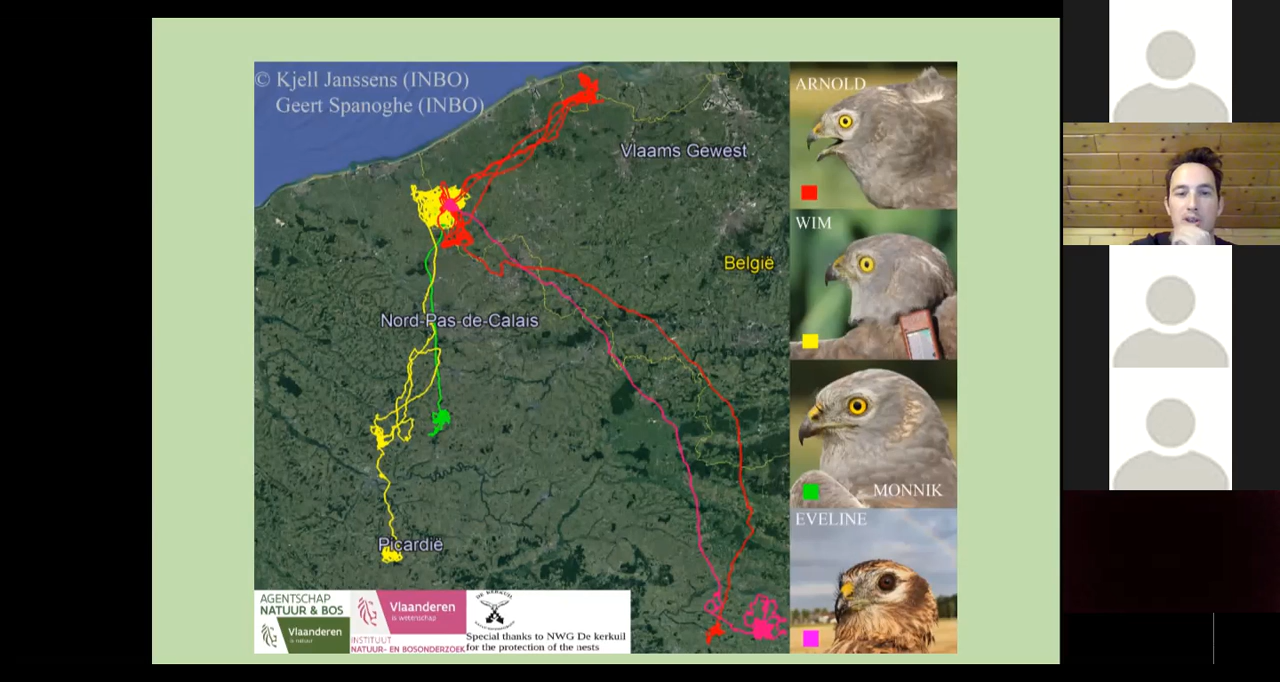 © Kjell Janssens (INBO)
Geert Spanoghe (INBO)
Vlaams Gewest
België
Nord-Pas-de-Calais
Picardië
ARNOLD
WIM
MONNIK
EVELINE
AGENTSCHAP
NATUUR & BOS
Vlaanderen
is natuur
Vlaanderen
is wetenschap
INSTITUUT
NATUUR- EN BOSONDERZOEK
DE KERKUIL
Special thanks to NWG De kerkuil
for the protection of the nests